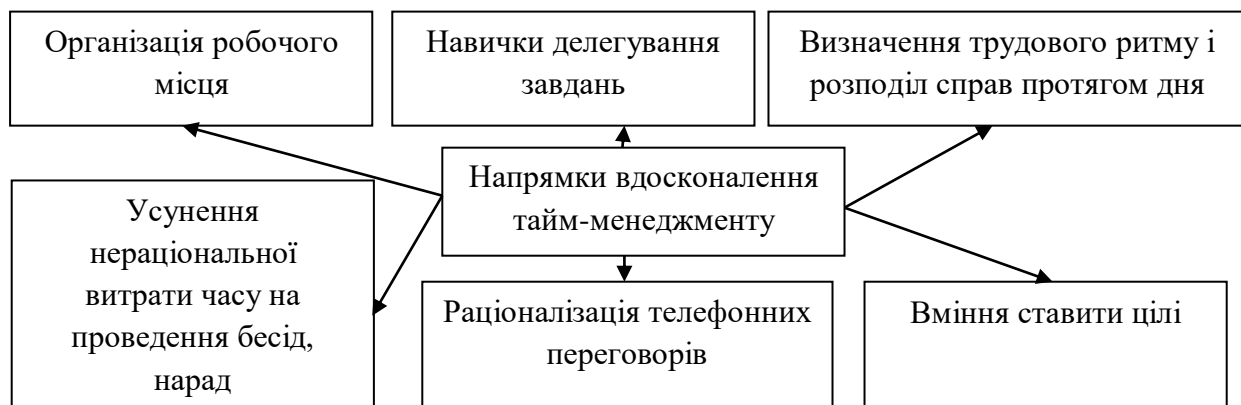 Організація робочого
місця
Навички делегування
завдань
Визначення трудового ритму і
розподіл справ протягом дня
Напрямки вдосконалення
тайм-менеджменту
Усунення
нераціональної
витрати часу на
проведення бесід,
нарад
Раціоналізація телефонних
переговорів
Вміння ставити цілі